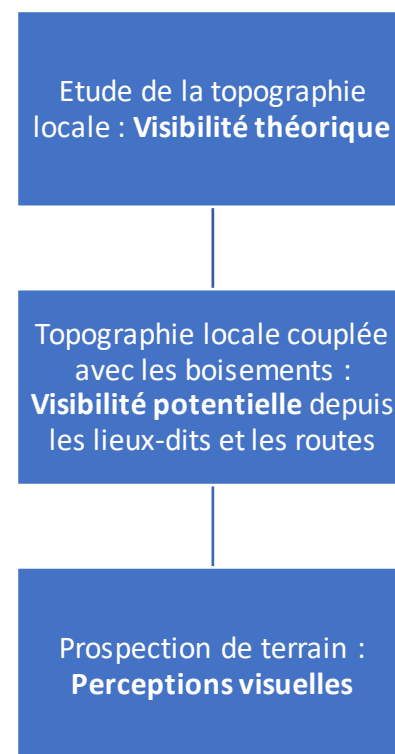 Etude de la topographie
locale : Visibilité théorique
Topographie locale couplée
avec les boisements :
Visibilité potentielle depuis
les lieux-dits et les routes
Prospection de terrain :
Perceptions visuelles